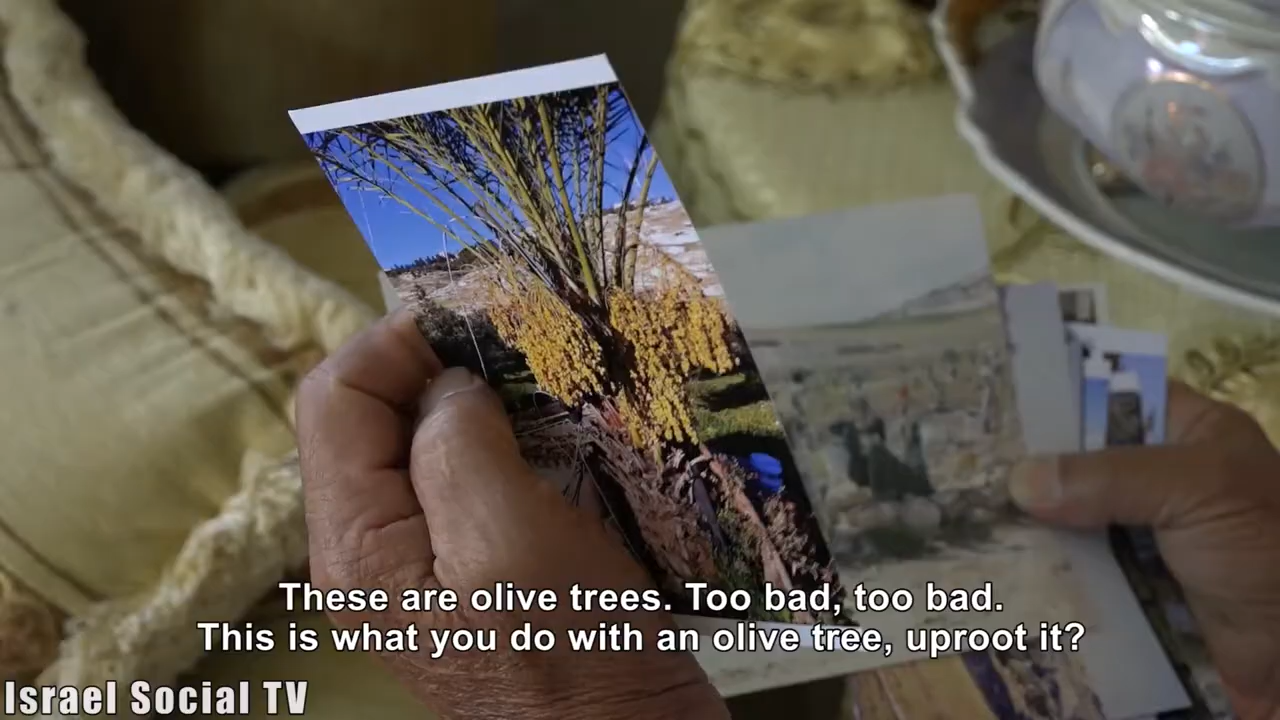 These are olive trees. Too bad, too bad.
This is what you do with an olive tree, uproot it?
Israel Social TV